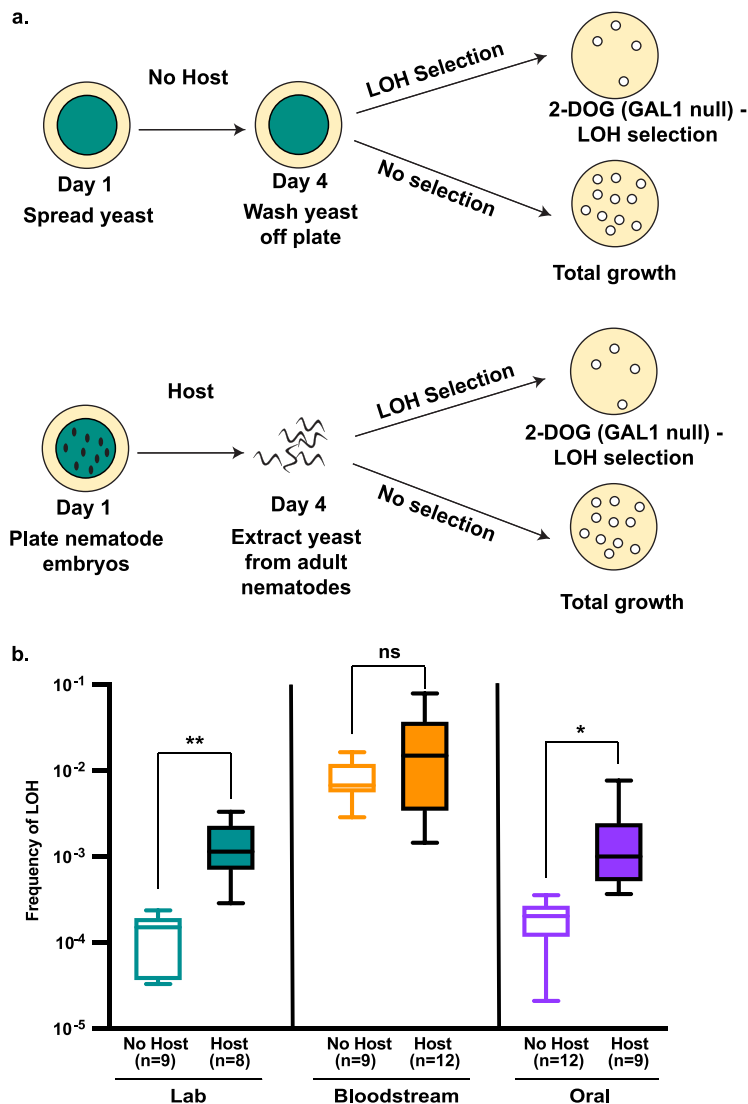 a.
No Host
Day 1
Spread yeast
Day 4
Wash yeast
off plate
LOH Selection
No selection
2-DOG (GAL1 null) -
LOH selection
Total growth
Host
Day 1
Plate nematode
embryos
Day 4
Extract yeast
from adult
nematodes
LOH Selection
No selection
2-DOG (GAL1 null) -
LOH selection
Total growth
b.
Frequency of LOH
10⁻¹
10⁻²
10⁻³
10⁻⁴
10⁻⁵
**
ns
*
No Host
(n=9)
Host
(n=8)
No Host
(n=9)
Host
(n=12)
No Host
(n=12)
Host
(n=9)
Lab
Bloodstream
Oral